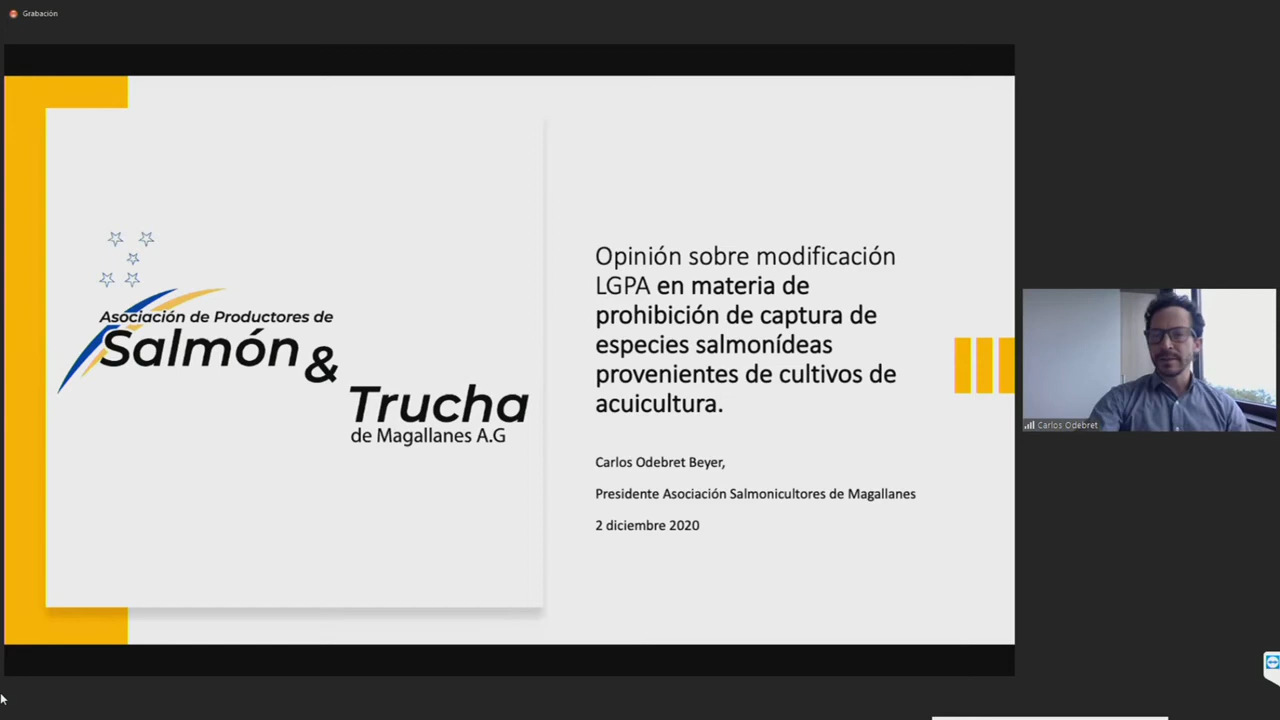 Grabación
Asociación de Productores de
Salmón &
Trucha
de Magallanes A.G
Opinión sobre modificación
LGPA en materia de
prohibición de captura de
especies salmonídeas
provenientes de cultivos de
acuicultura.
Carlos Odebret Beyer,
Presidente Asociación Salmonicultores de Magallanes
2 diciembre 2020
Carlos Odebret